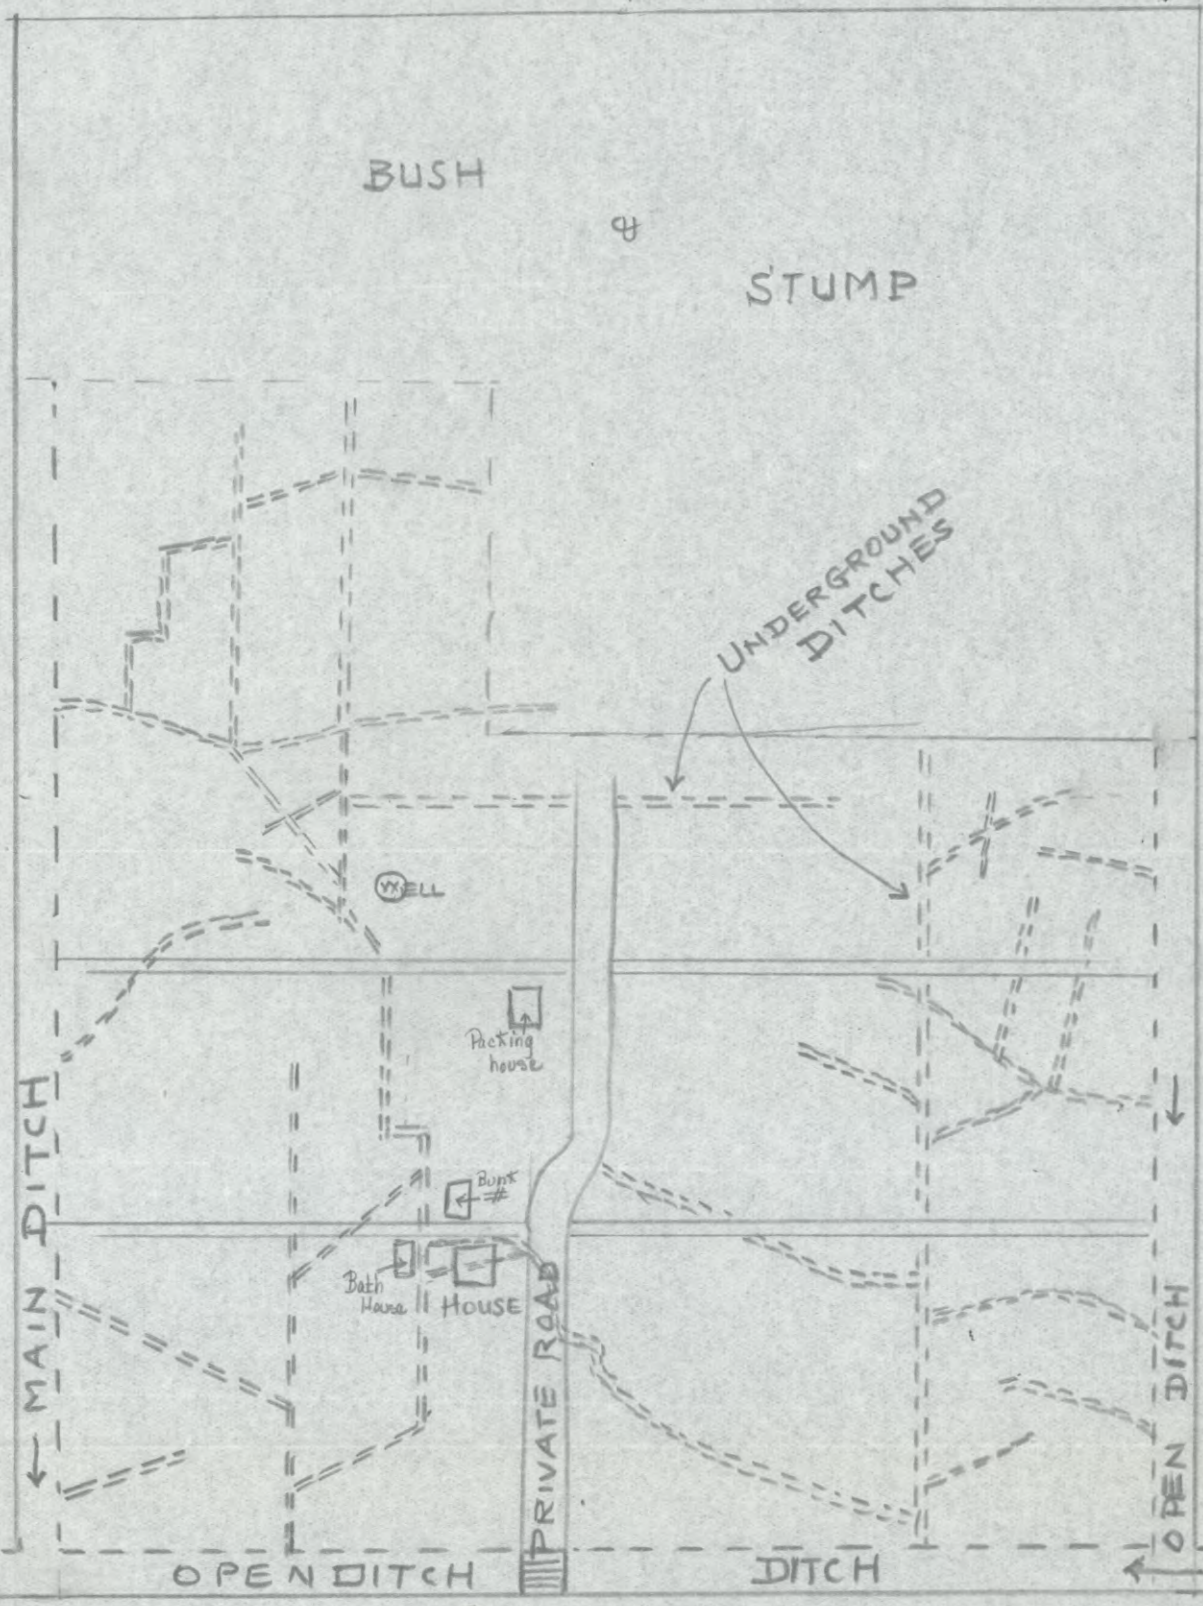 BUSH
&
STUMP
UNDERGROUND
DITCHES
WELL
Packing
house
Bunk
Bath
House
HOUSE
PRIVATE ROAD
MAIN DITCH
OPEN DITCH
OPEN DITCH
DITCH